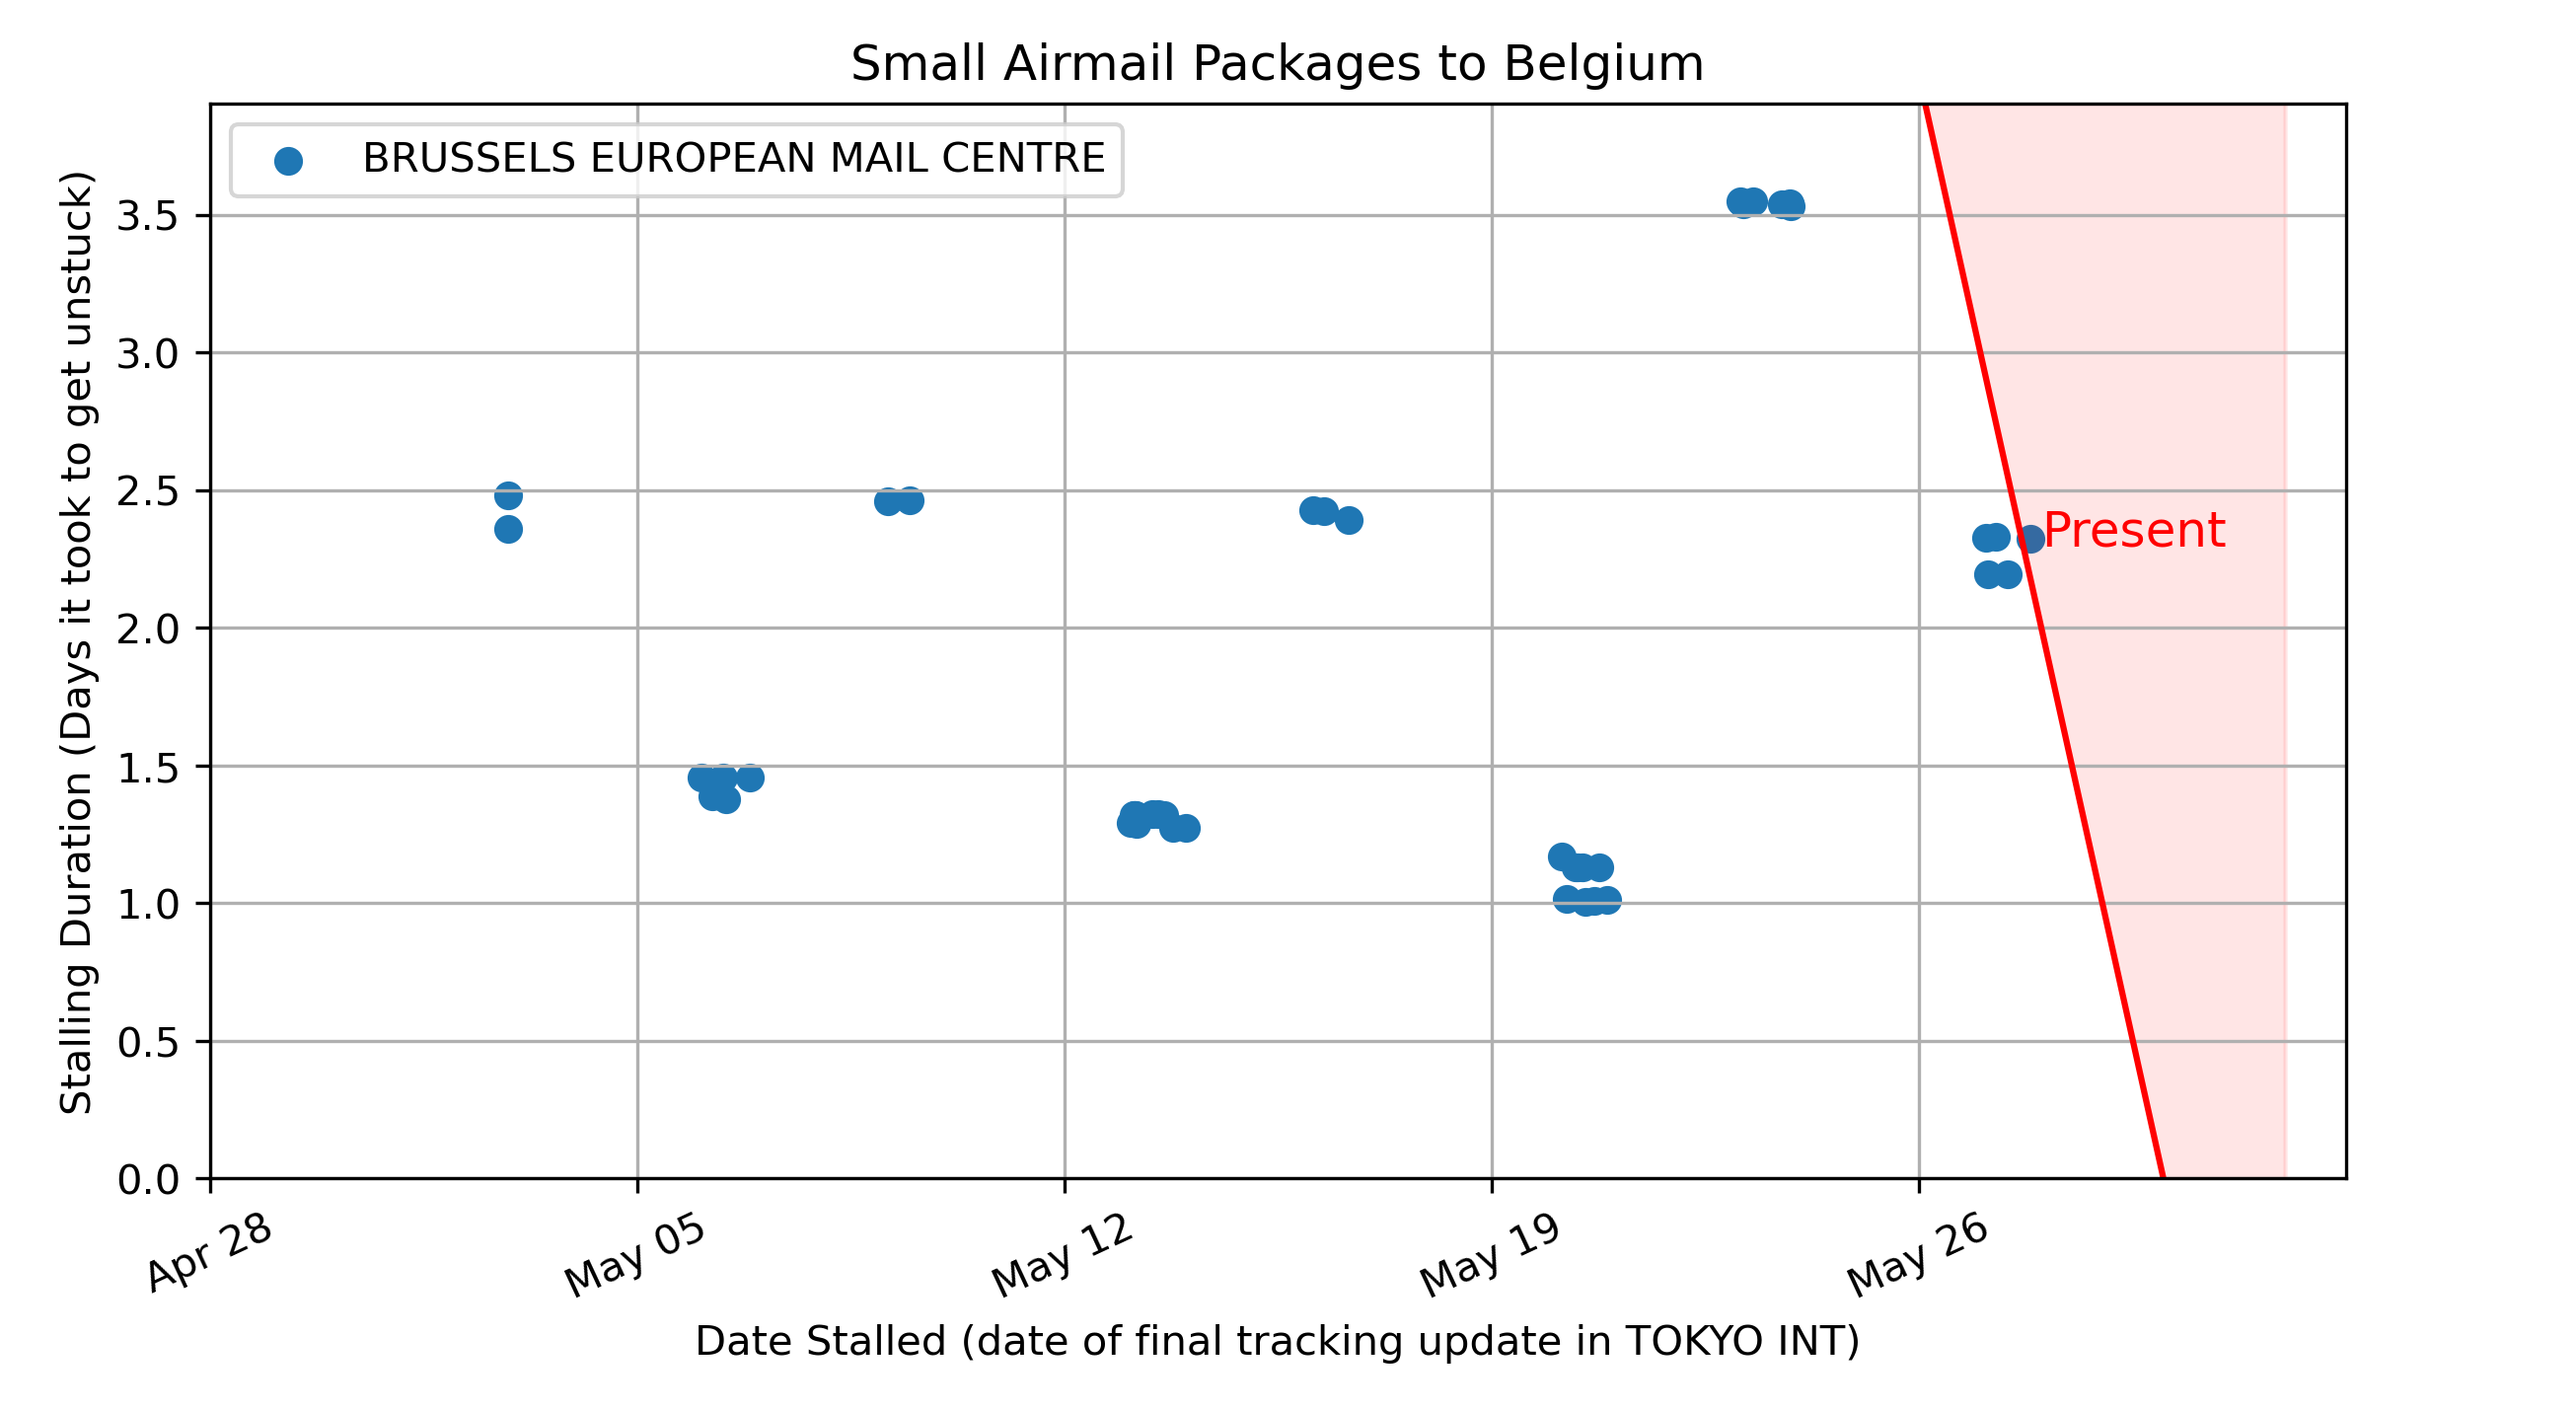 Small Airmail Packages to Belgium
BRUSSELS EUROPEAN MAIL CENTRE
Stalling Duration (Days it took to get unstuck)
3.5
3.0
2.5
2.0
1.5
1.0
0.5
0.0
Present
Apr 28
May 05
May 12
May 19
May 26
Date Stalled (date of final tracking update in TOKYO INT)